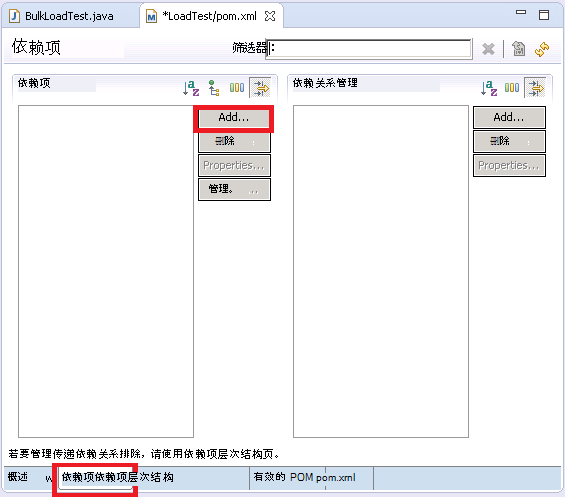 BulkLoadTest.java *LoadTest/pom.xml
依赖项 筛选器:
依赖项 依赖关系管理
Add... Add...
删除 删除
Properties... Properties...
管理。 ...
若要管理传递依赖关系排除，请使用依赖项层次结构页。
概述 w 依赖项依赖项层次结构 有效的 POM pom.xml